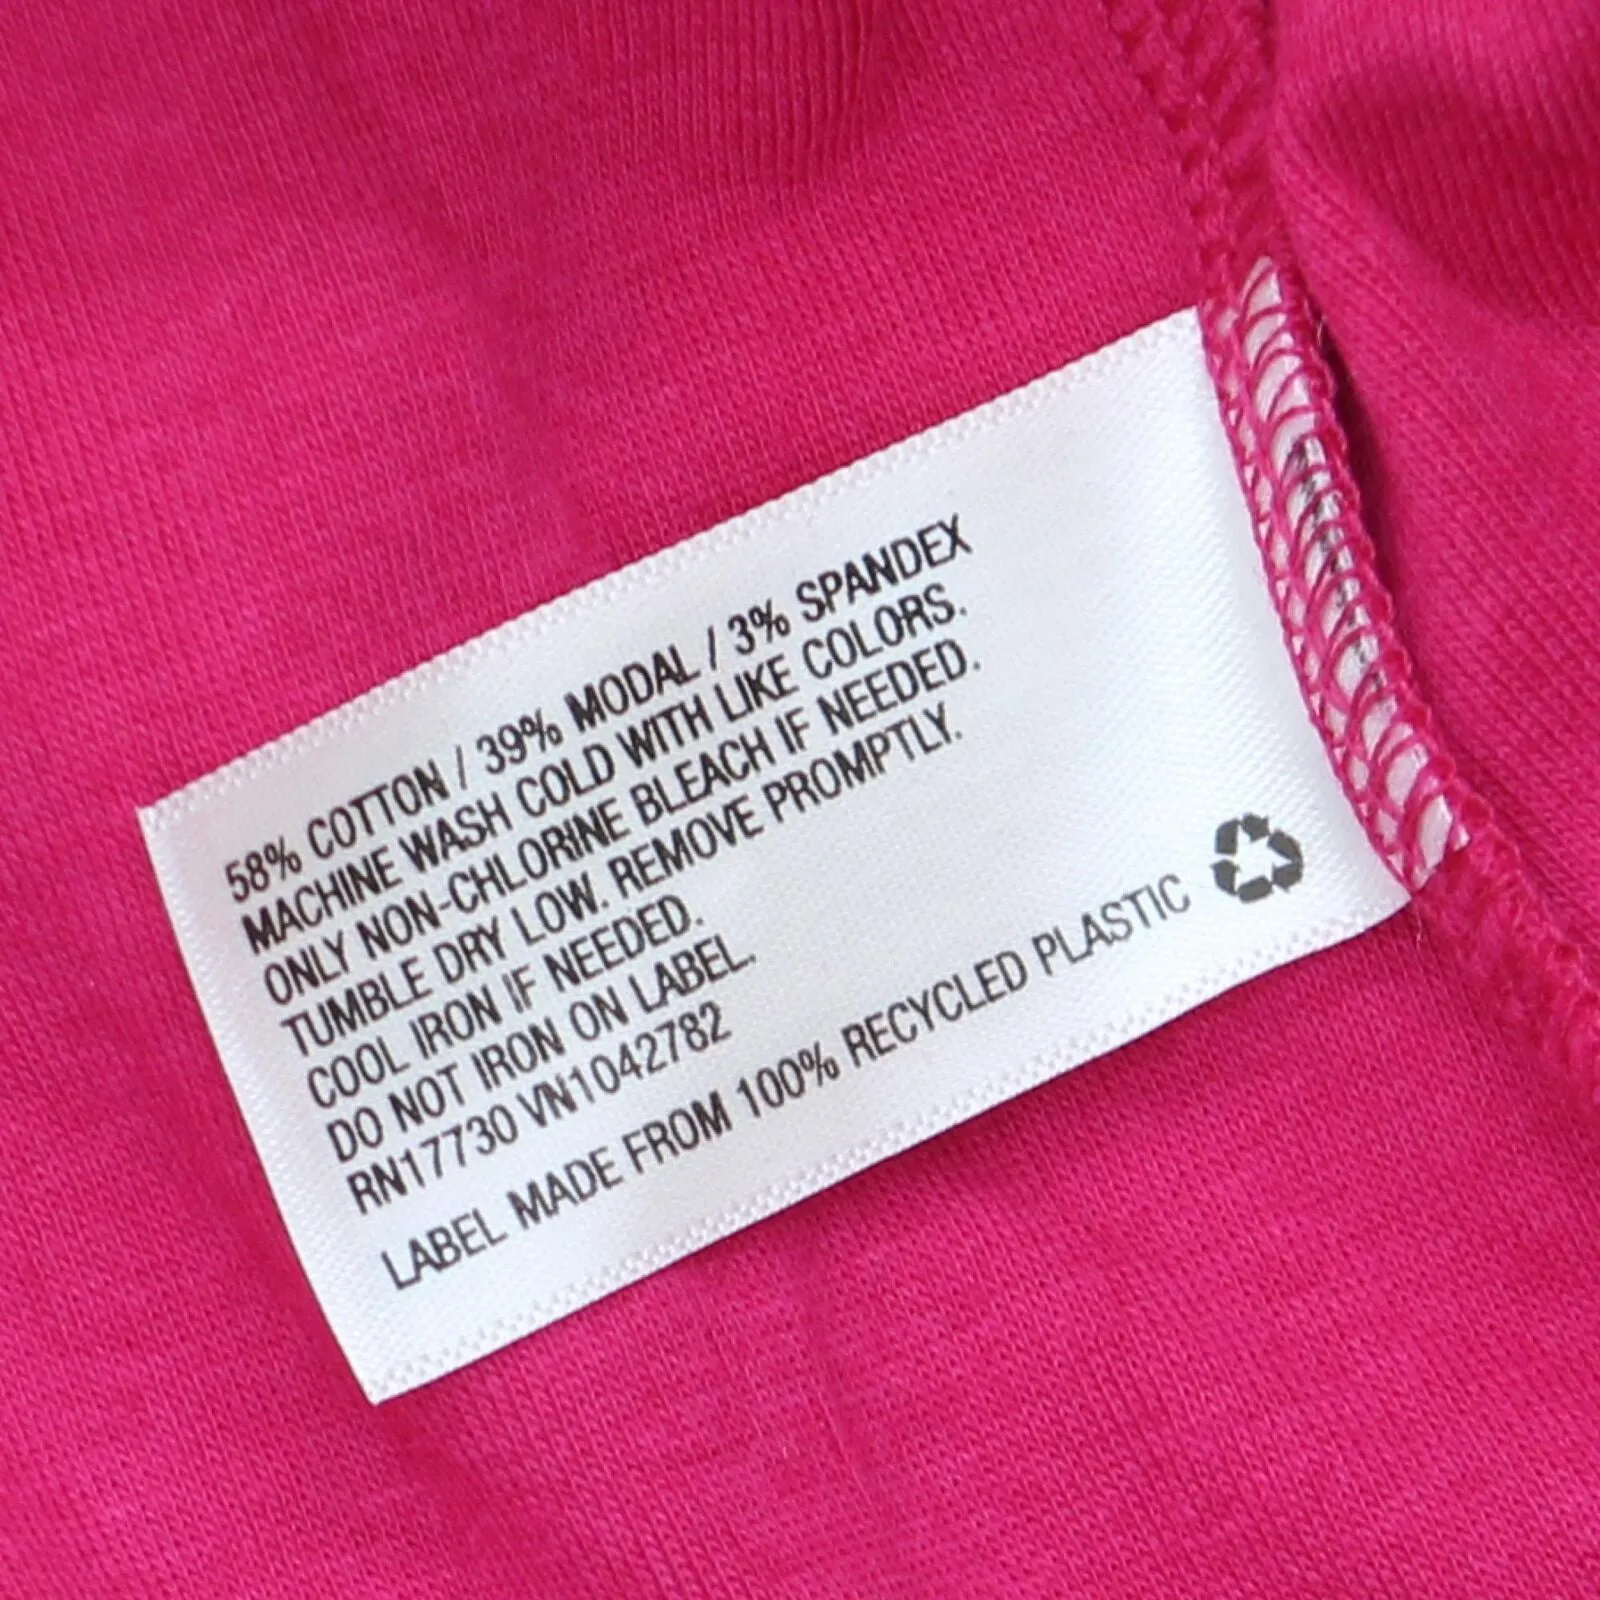 58% COTTON / 39% MODAL / 3% SPANDEX
MACHINE WASH COLD WITH LIKE COLORS.
ONLY NON-CHLORINE BLEACH IF NEEDED.
TUMBLE DRY LOW. REMOVE PROMPTLY.
COOL IRON IF NEEDED.
DO NOT IRON ON LABEL.
RN17730 VN1042782
LABEL MADE FROM 100% RECYCLED PLASTIC